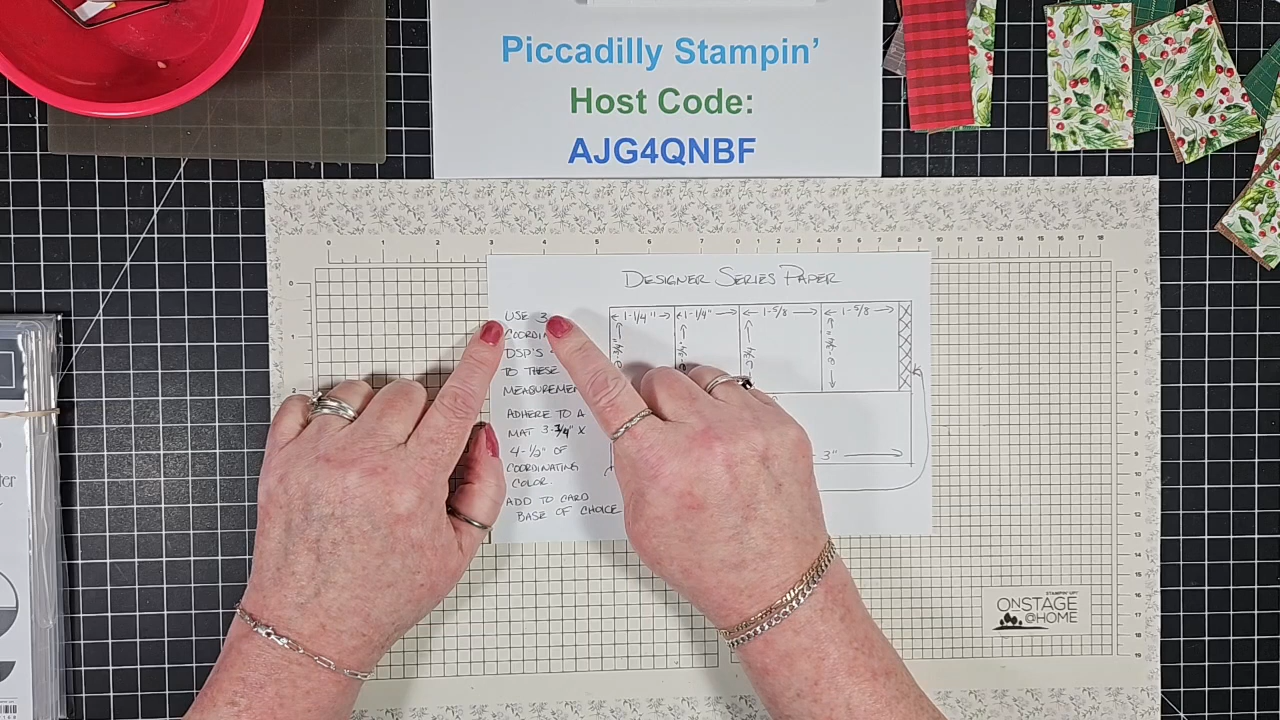 Piccadilly Stampin’
Host Code:
AJG4QNBF
DESIGNER SERIES PAPER
USE 3
DSP'S
TO THESE
ADHERE TO A
MAT 3-3/4" X
4-1/2" OF
COORDINATING
COLOR.
ADD TO CARD
BASE OF CHOICE
1-1/4" 1-1/4" 1-5/8 1-5/8
3"
STAMPIN' UP!
ONSTAGE
@HOME